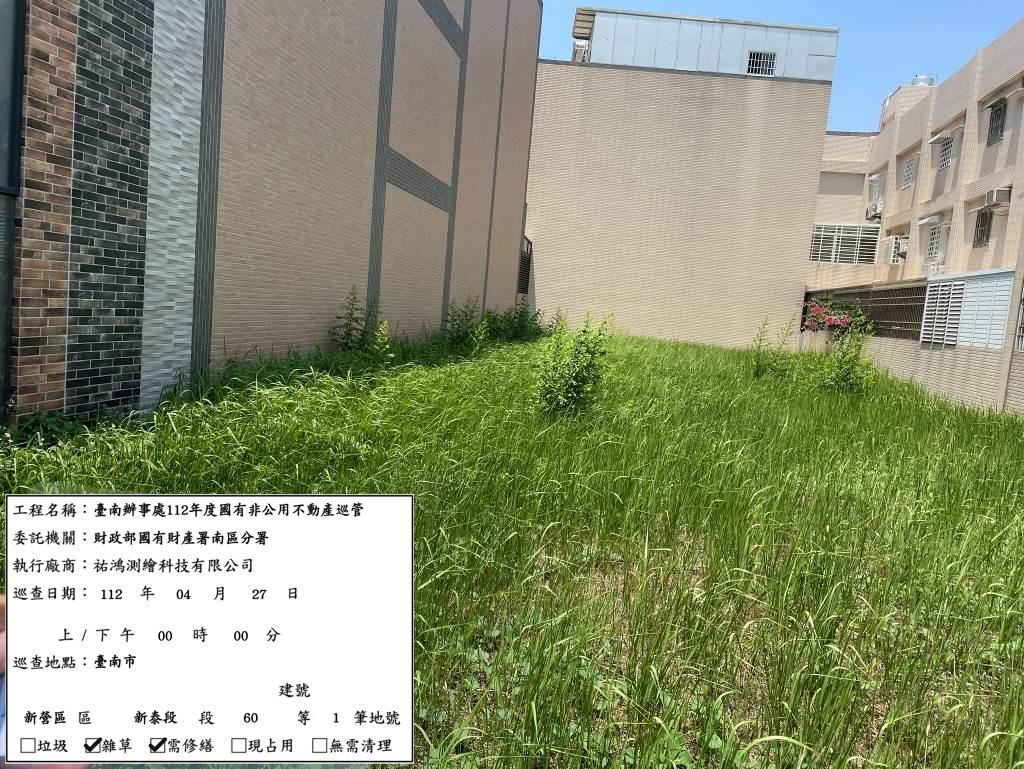 工程名稱：臺南辦事處112年度國有非公用不動產巡管
委託機關：財政部國有財產署南區分署
執行廠商：祐鴻測繪科技有限公司
巡查日期： 112 年 04 月 27 日
上 / 下 午 00 時 00 分
巡查地點：臺南市
建號
新營區 區 新泰段 段 60 等 1 筆地號
☐垃圾 ☑雜草 ☑需修繕 ☐現占用 ☐無需清理